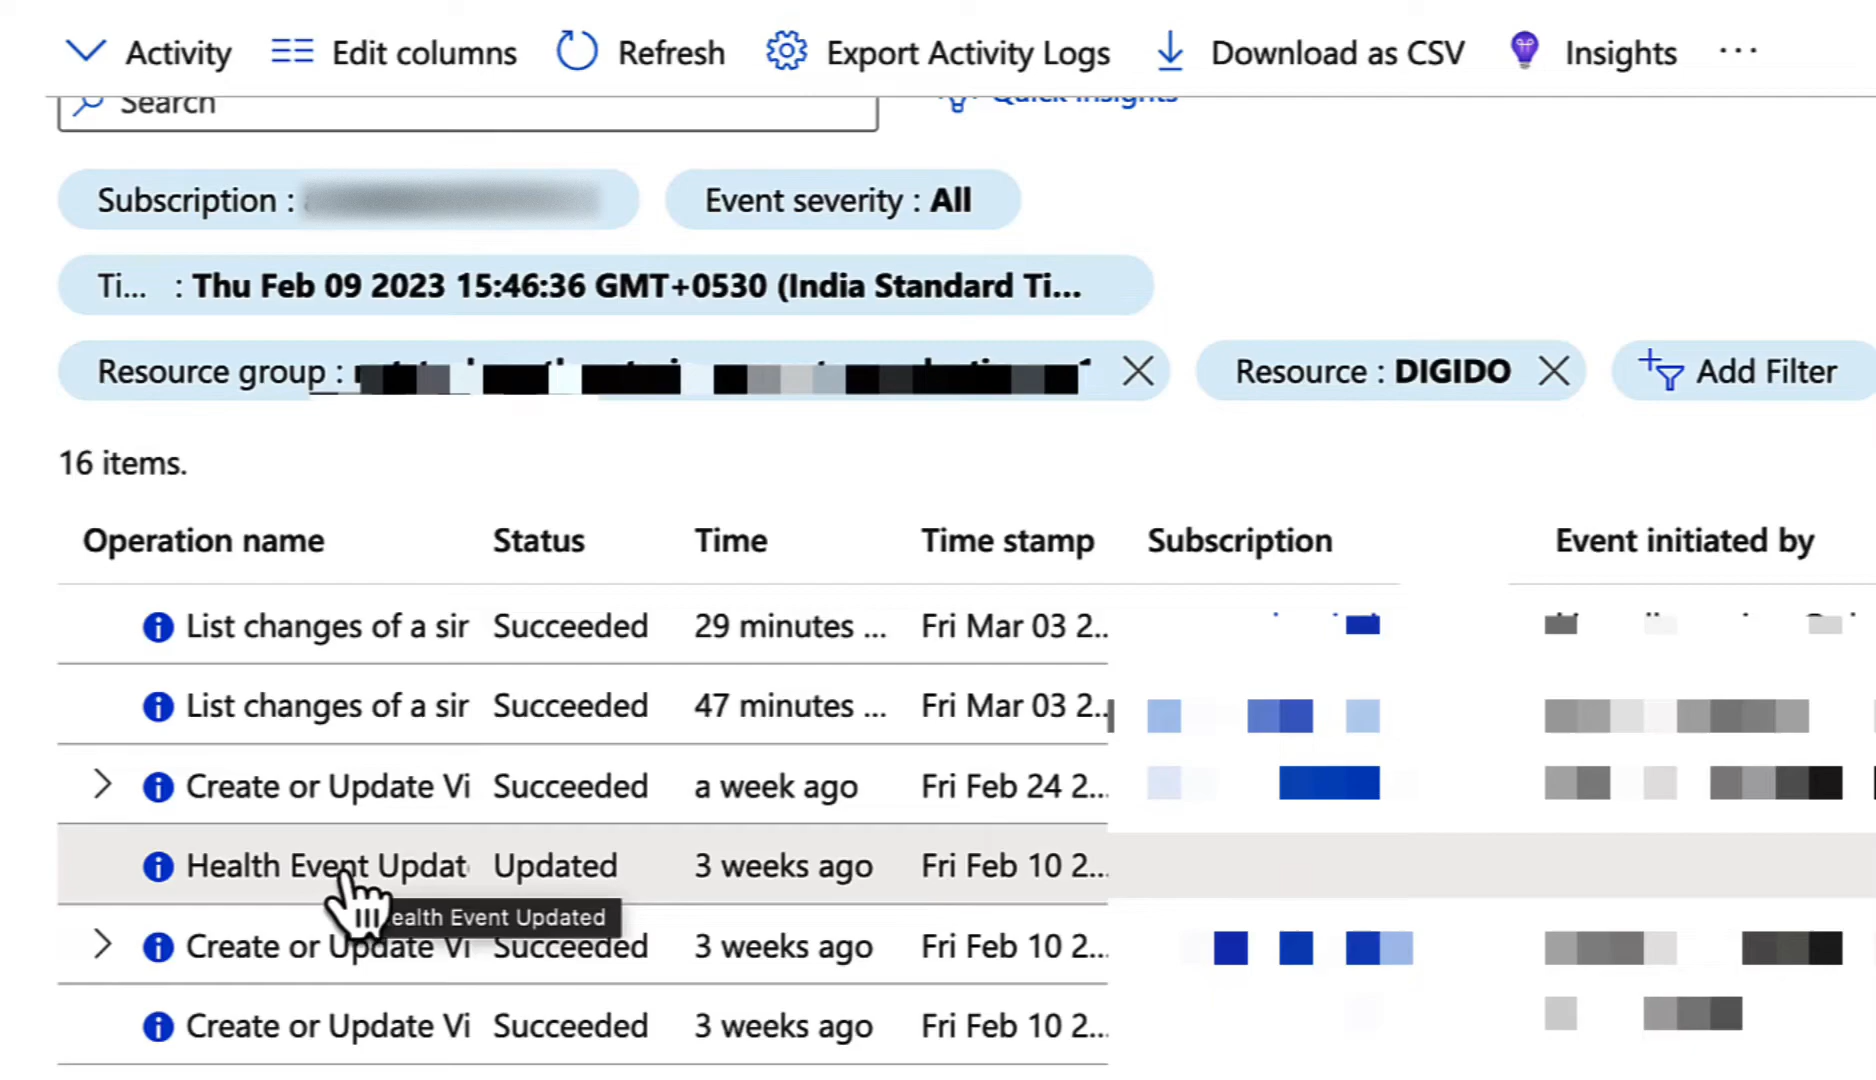 Activity Edit columns Refresh Export Activity Logs Download as CSV Insights ...
Search Quick Insights
Subscription : Event severity : All
Ti... : Thu Feb 09 2023 15:46:36 GMT+0530 (India Standard Ti...
Resource group : Resource : DIGIDO Add Filter
16 items.
Operation name Status Time Time stamp Subscription Event initiated by
List changes of a sir Succeeded 29 minutes ... Fri Mar 03 2..
List changes of a sir Succeeded 47 minutes ... Fri Mar 03 2..
Create or Update Vi Succeeded a week ago Fri Feb 24 2...
Health Event Updat Updated 3 weeks ago Fri Feb 10 2...
ealth Event Updated
Create or Update Vi Succeeded 3 weeks ago Fri Feb 10 2...
Create or Update Vi Succeeded 3 weeks ago Fri Feb 10 2...